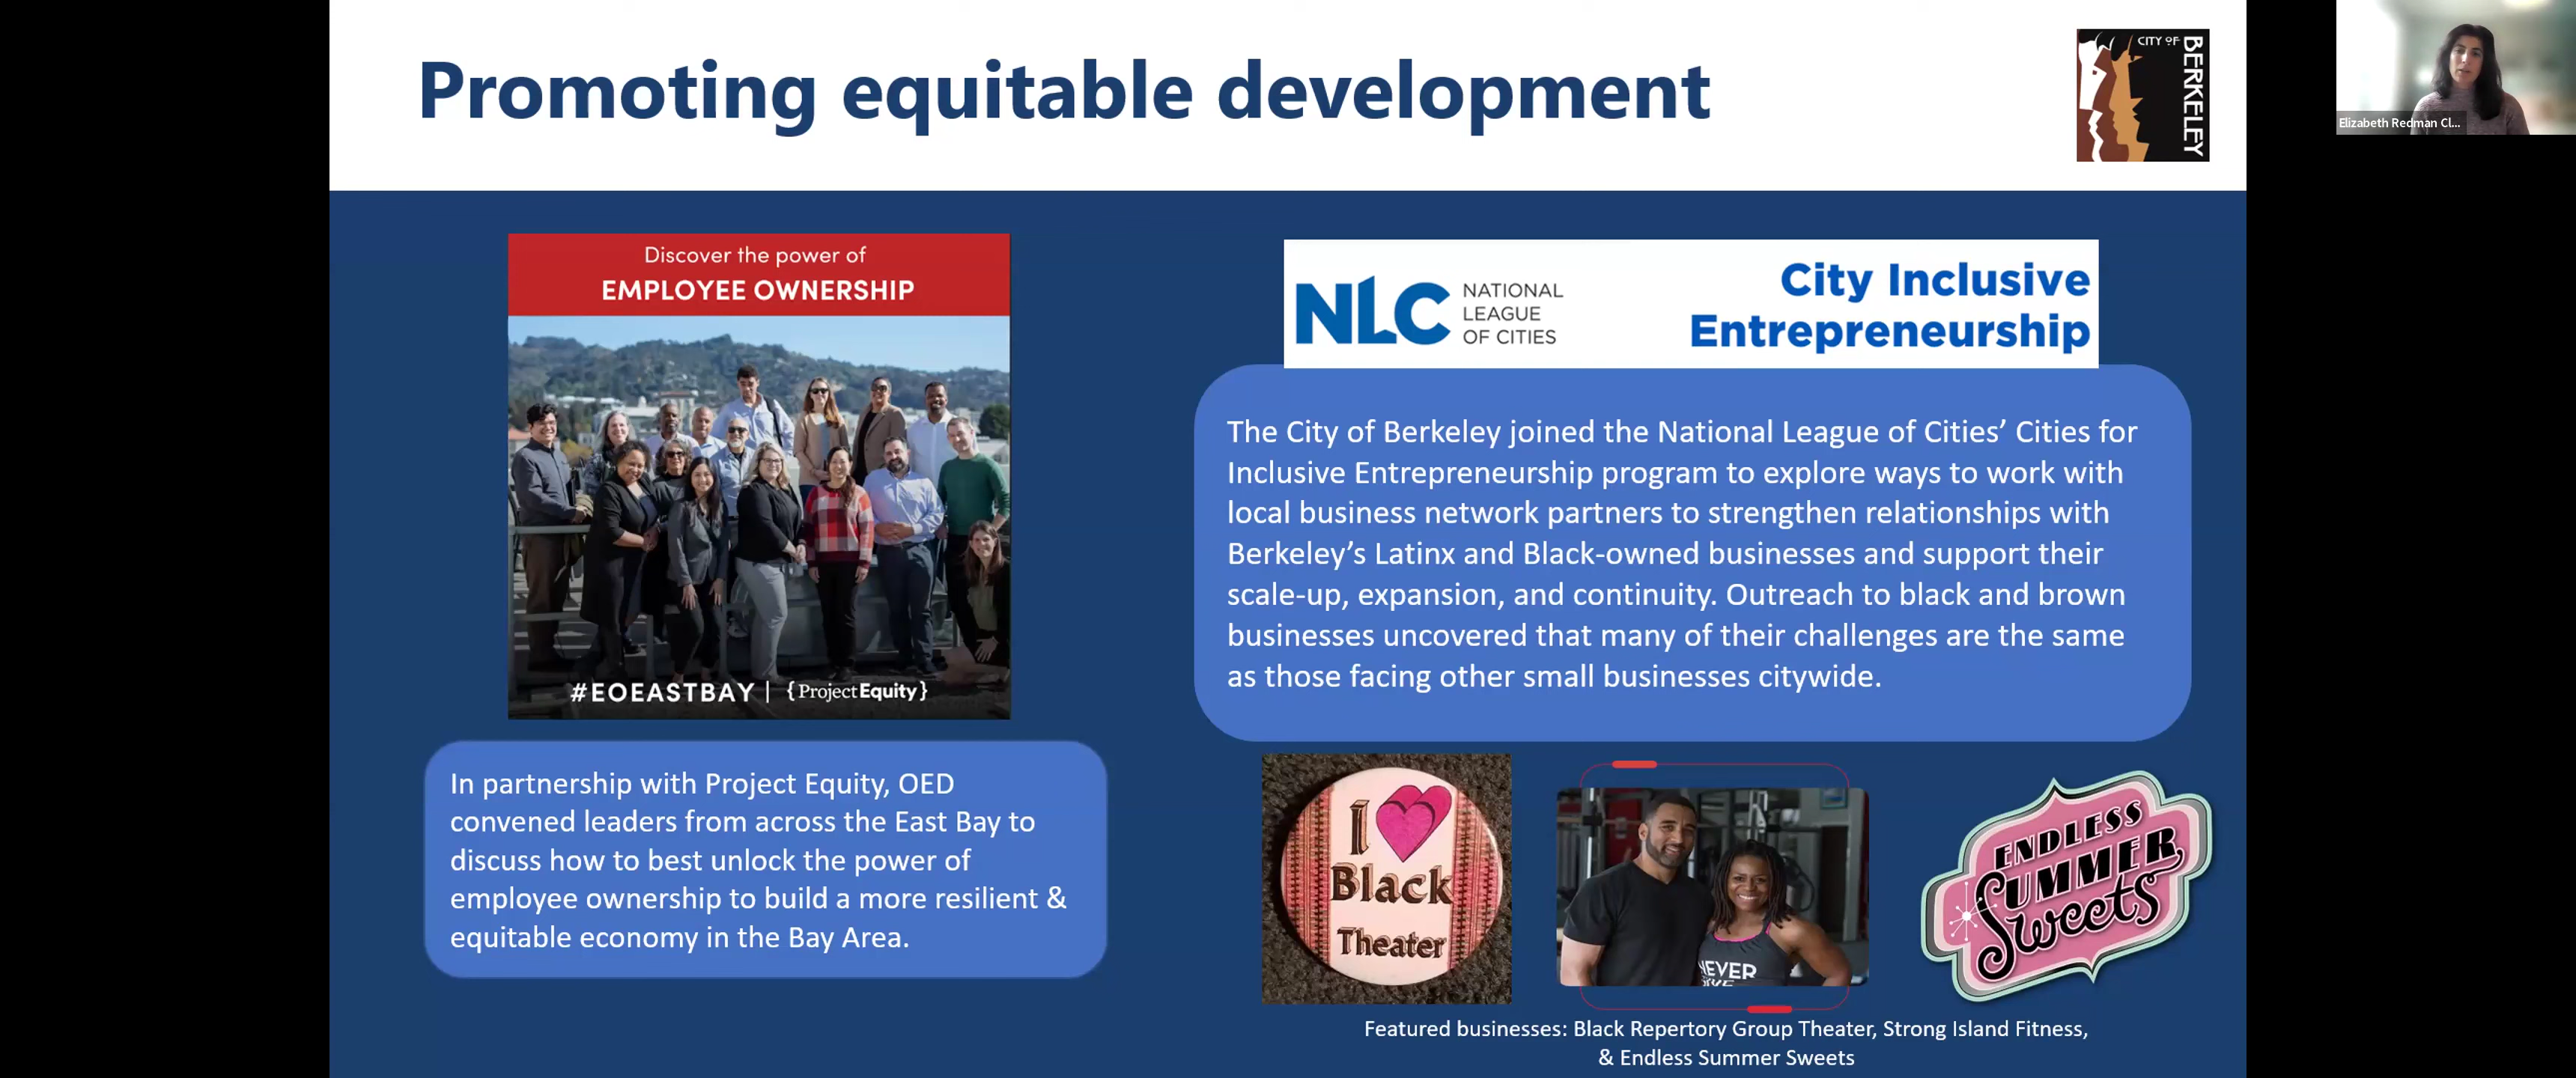 Promoting equitable development
CITY OF
BERKELEY
Elizabeth Redman Cl...
Discover the power of
EMPLOYEE OWNERSHIP
#EOEASTBAY | {ProjectEquity}
In partnership with Project Equity, OED
convened leaders from across the East Bay to
discuss how to best unlock the power of
employee ownership to build a more resilient &
equitable economy in the Bay Area.
NLC
NATIONAL
LEAGUE
OF CITIES
City Inclusive
Entrepreneurship
The City of Berkeley joined the National League of Cities’ Cities for
Inclusive Entrepreneurship program to explore ways to work with
local business network partners to strengthen relationships with
Berkeley’s Latinx and Black-owned businesses and support their
scale-up, expansion, and continuity. Outreach to black and brown
businesses uncovered that many of their challenges are the same
as those facing other small businesses citywide.
I
Black
Theater
NEVER
ENDLESS
SUMMER
Sweets
Featured businesses: Black Repertory Group Theater, Strong Island Fitness,
& Endless Summer Sweets